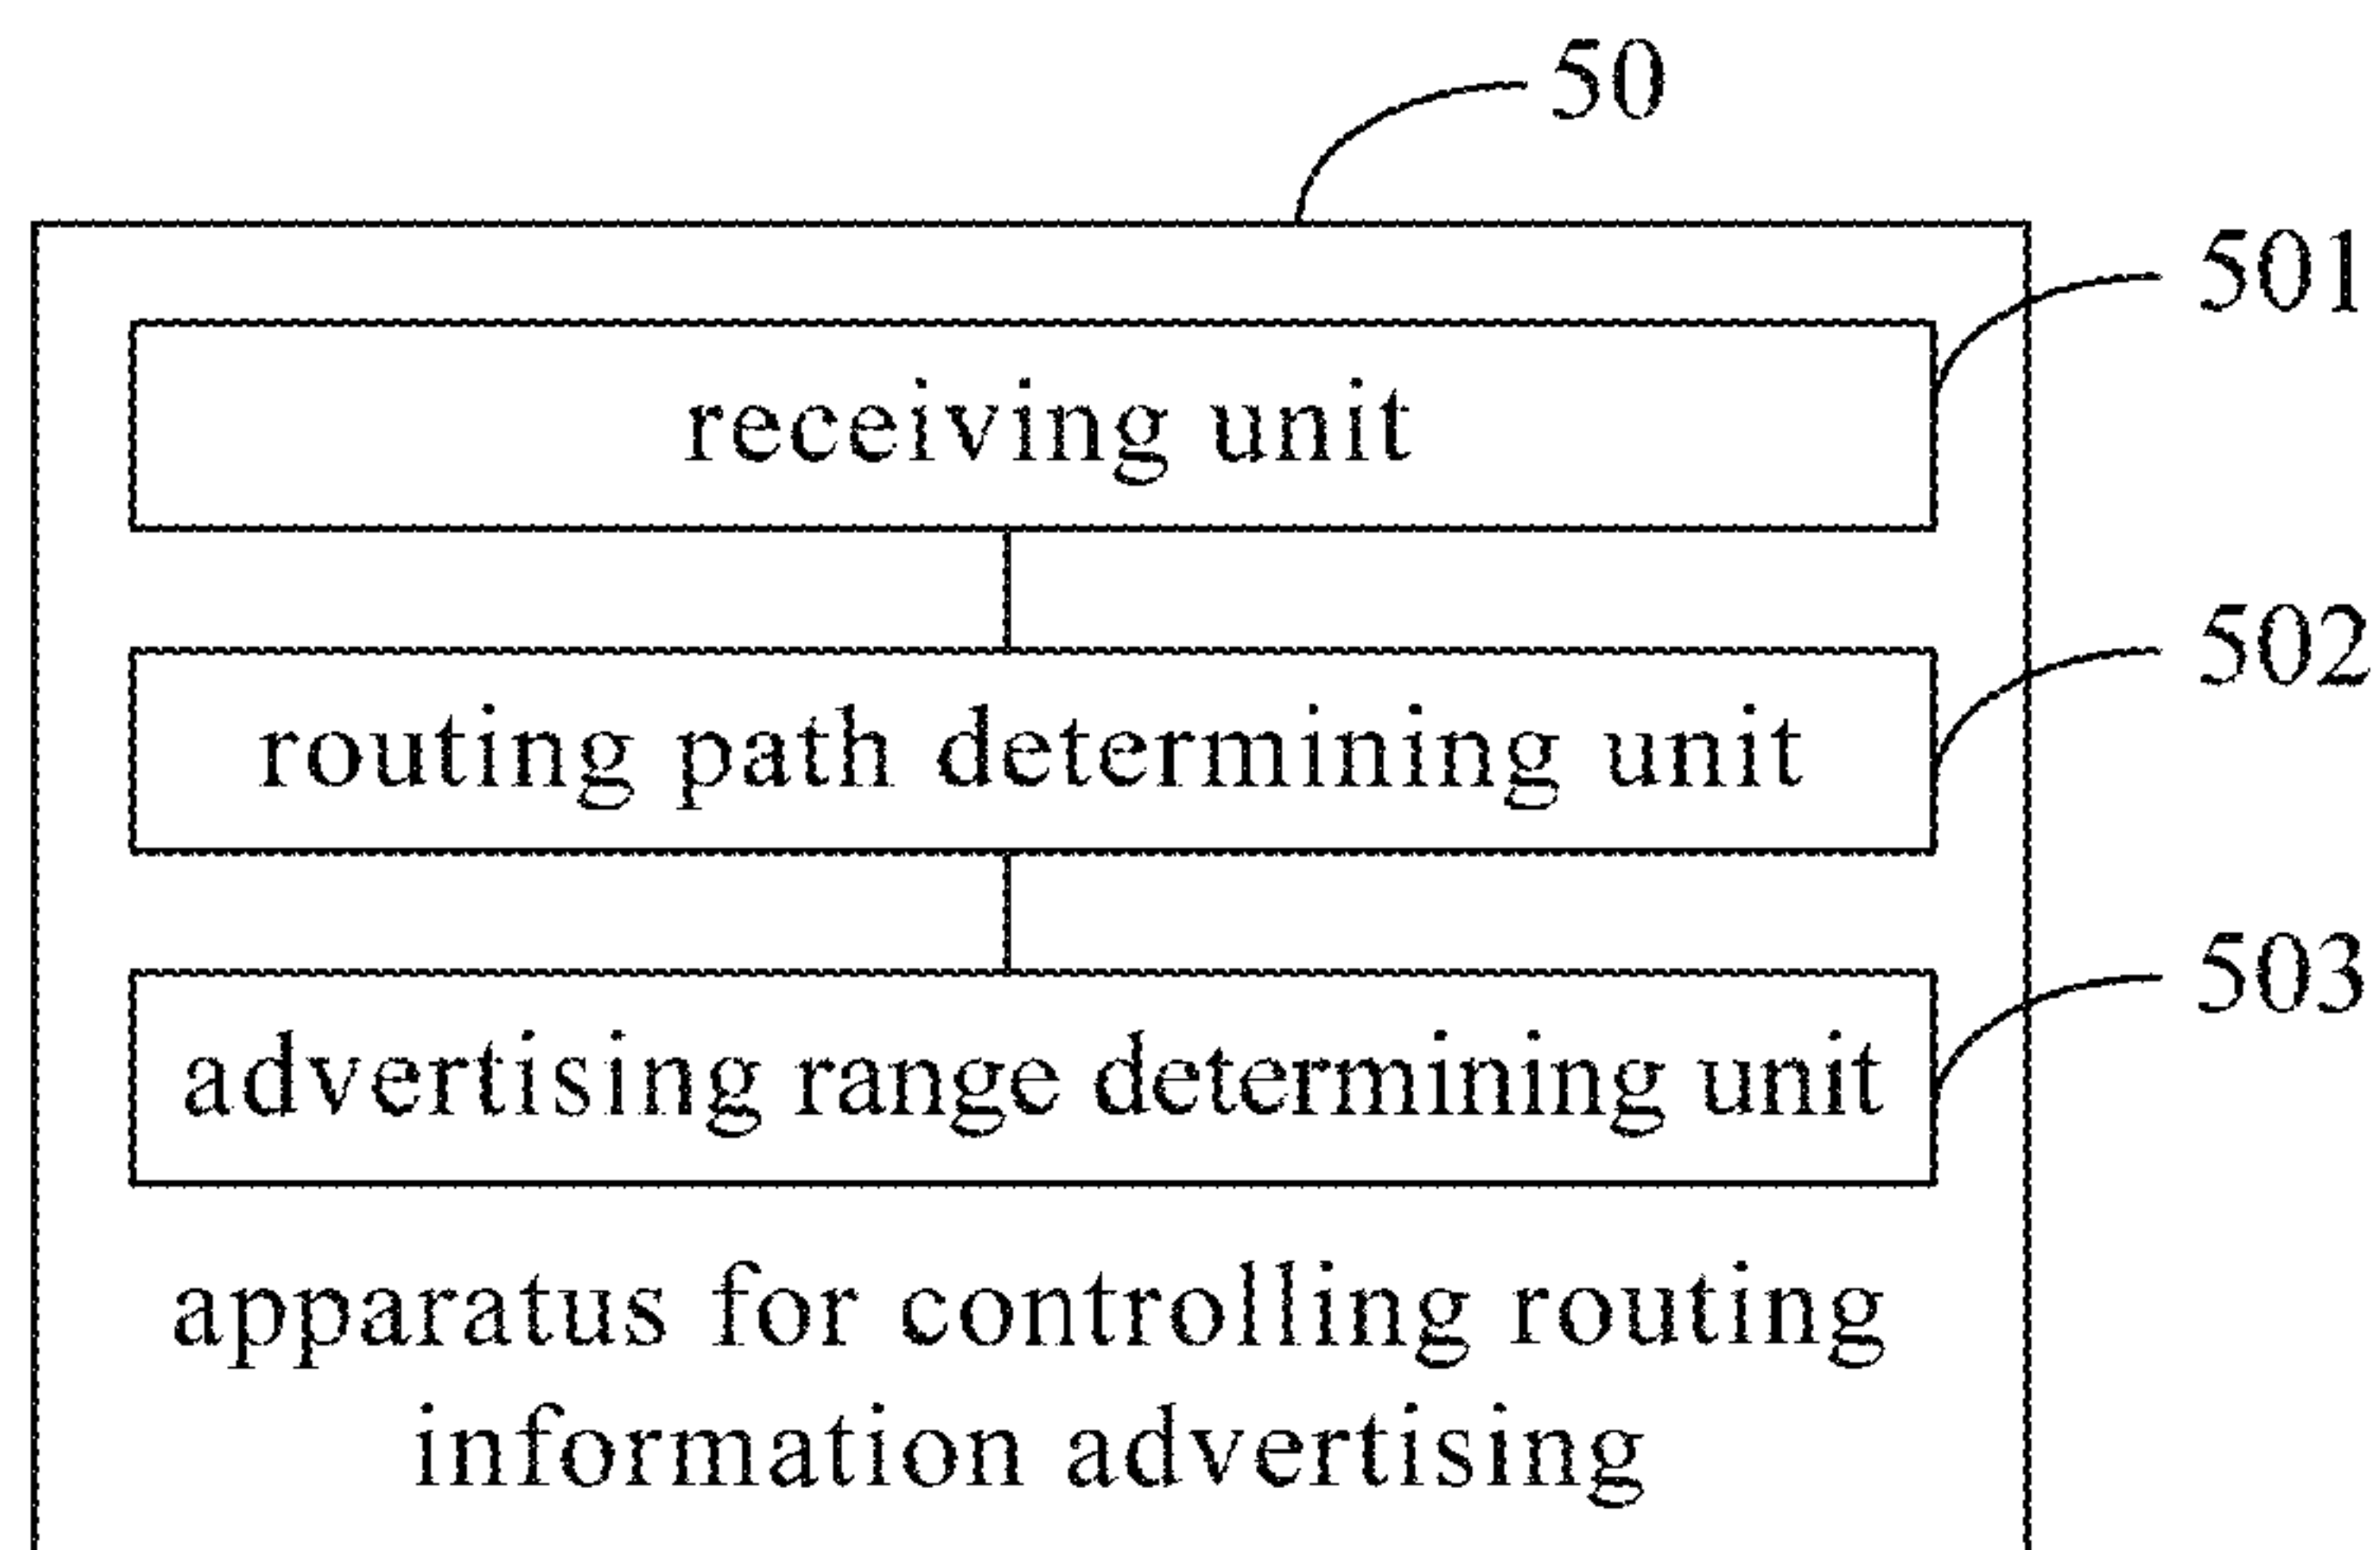 50
501
receiving unit
502
routing path determining unit
503
advertising range determining unit
apparatus for controlling routing
information advertising